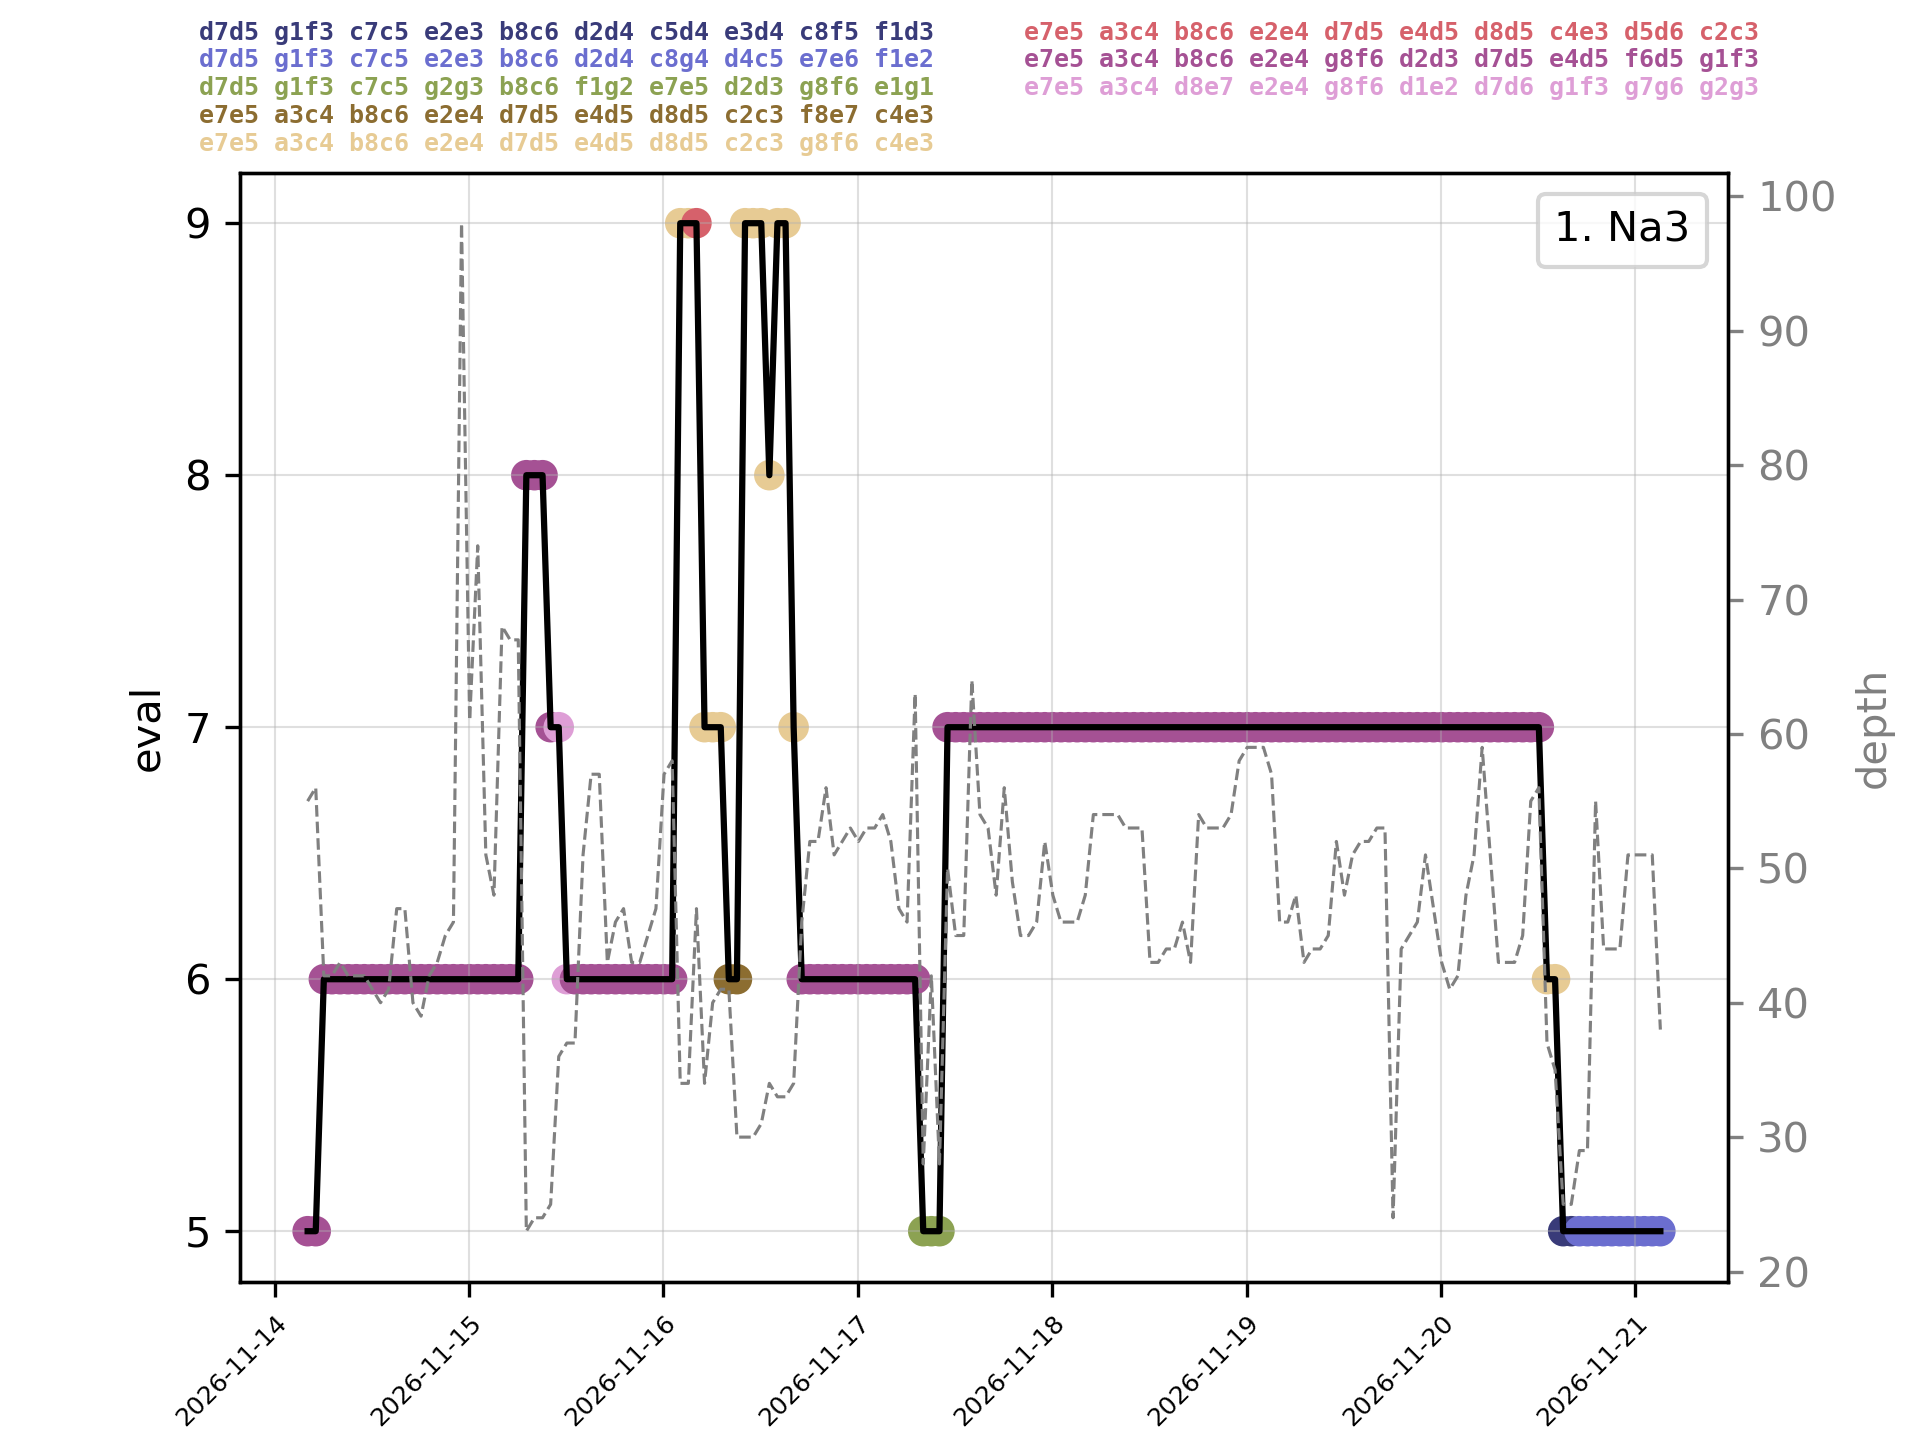 d7d5 g1f3 c7c5 e2e3 b8c6 d2d4 c5d4 e3d4 c8f5 f1d3
d7d5 g1f3 c7c5 e2e3 b8c6 d2d4 c8g4 d4c5 e7e6 f1e2
d7d5 g1f3 c7c5 g2g3 b8c6 f1g2 e7e5 d2d3 g8f6 e1g1
e7e5 a3c4 b8c6 e2e4 d7d5 e4d5 d8d5 c2c3 f8e7 c4e3
e7e5 a3c4 b8c6 e2e4 d7d5 e4d5 d8d5 c2c3 g8f6 c4e3
e7e5 a3c4 b8c6 e2e4 d7d5 e4d5 d8d5 c4e3 d5d6 c2c3
e7e5 a3c4 b8c6 e2e4 g8f6 d2d3 d7d5 e4d5 f6d5 g1f3
e7e5 a3c4 d8e7 e2e4 g8f6 d1e2 d7d6 g1f3 g7g6 g2g3
1. Na3
eval
9
8
7
6
5
100
90
80
70
60
50
40
30
20
depth
2026-11-14
2026-11-15
2026-11-16
2026-11-17
2026-11-18
2026-11-19
2026-11-20
2026-11-21